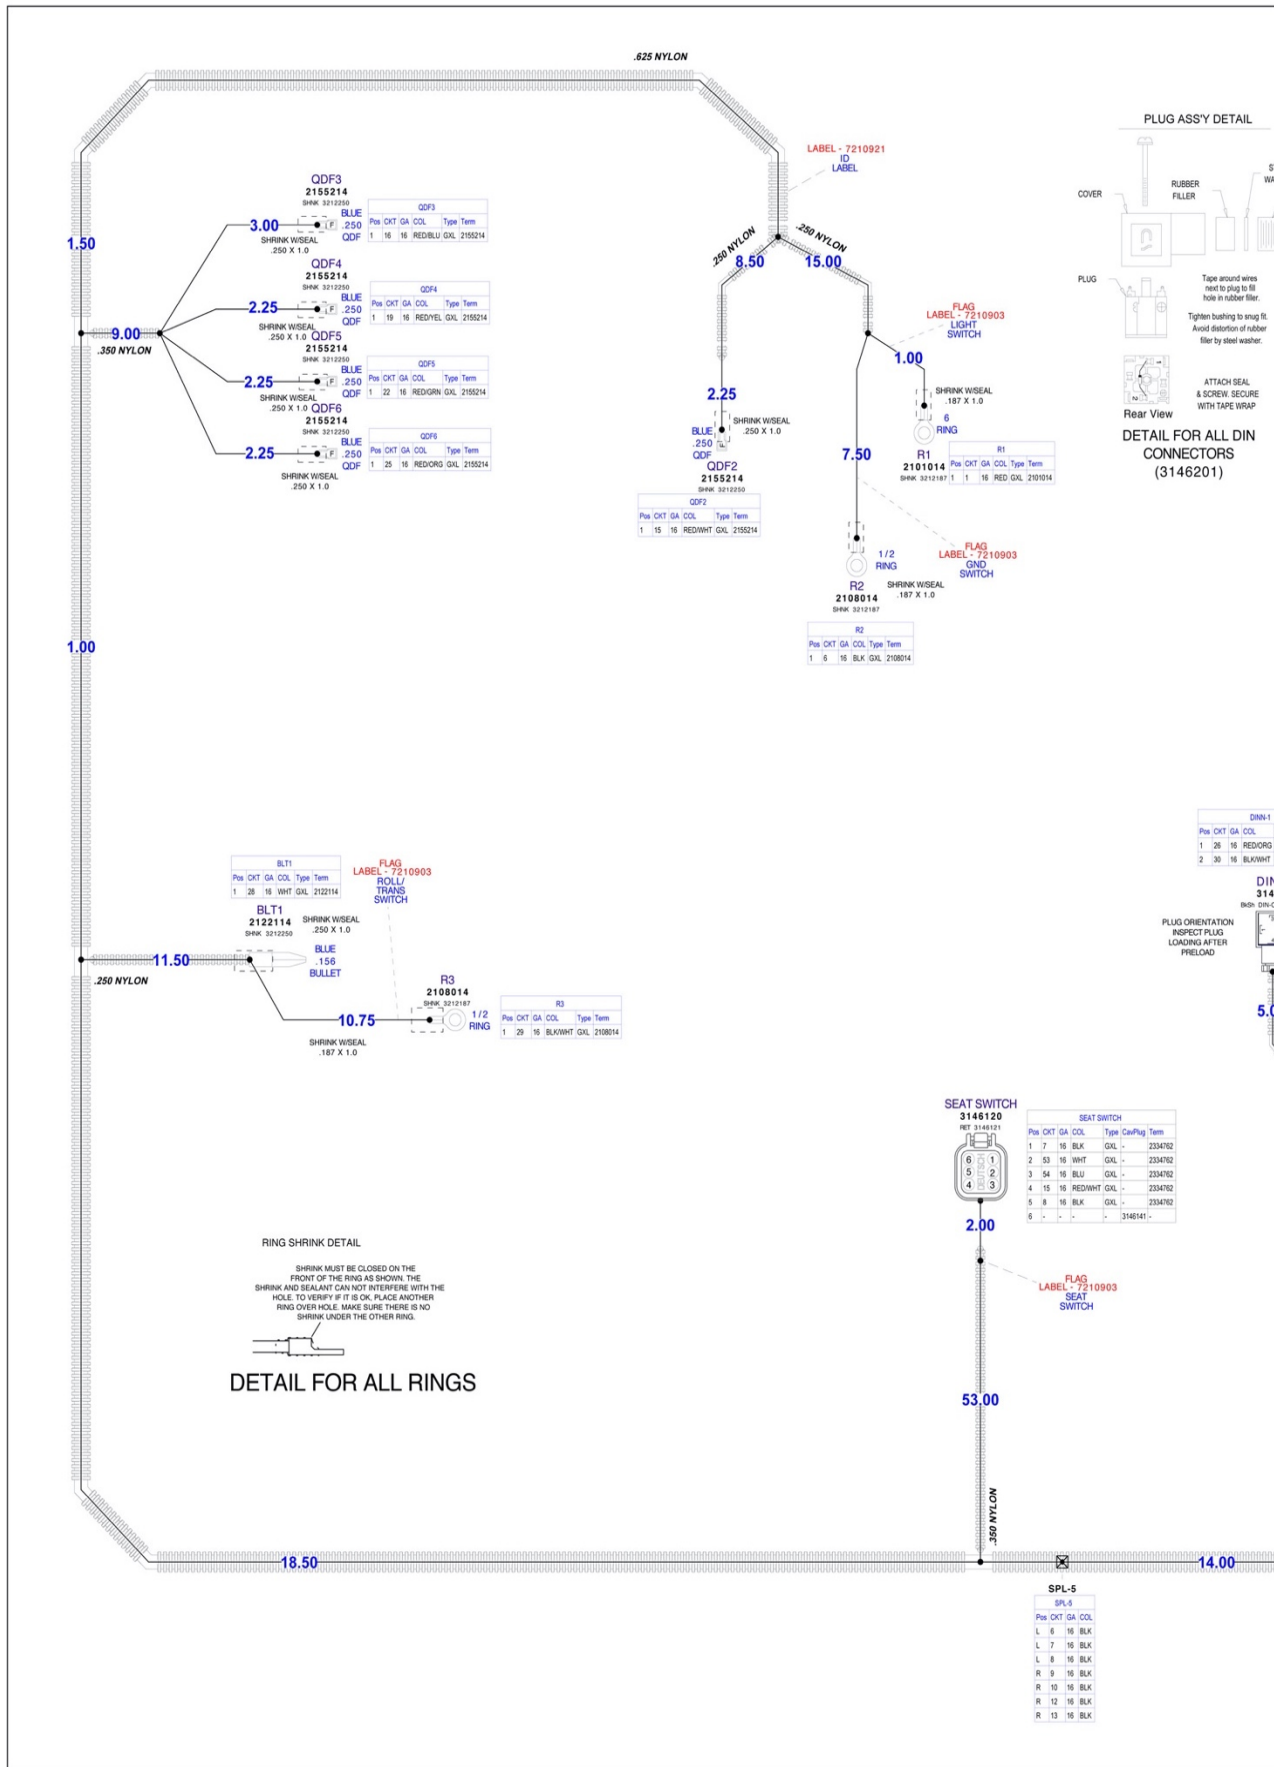 .625 NYLON
PLUG ASS'Y DETAIL
COVER
RUBBER
FILLER
PLUG
Tape around wires
next to plug to fill
hole in rubber filler.
Tighten bushing to snug fit.
Avoid distortion of rubber
filler by steel washer.
Rear View
ATTACH SEAL
& SCREW. SECURE
WITH TAPE WRAP
DETAIL FOR ALL DIN
CONNECTORS
(3146201)
LABEL - 7210921
ID
LABEL
1.50
9.00
.350 NYLON
QDF3
2155214
SHNK 3212250
3.00
BLUE
.250
QDF
SHRINK W/SEAL
.250 X 1.0
QDF3
Pos CKT GA COL Type Term
1 16 16 RED/BLU GXL 2155214
QDF4
2155214
SHNK 3212250
2.25
BLUE
.250
QDF
SHRINK W/SEAL
.250 X 1.0
QDF4
Pos CKT GA COL Type Term
1 19 16 RED/YEL GXL 2155214
QDF5
2155214
SHNK 3212250
2.25
BLUE
.250
QDF
SHRINK W/SEAL
.250 X 1.0
QDF5
Pos CKT GA COL Type Term
1 22 16 RED/GRN GXL 2155214
QDF6
2155214
SHNK 3212250
2.25
BLUE
.250
QDF
SHRINK W/SEAL
.250 X 1.0
QDF6
Pos CKT GA COL Type Term
1 25 16 RED/ORG GXL 2155214
.250 NYLON
8.50
.250 NYLON
15.00
FLAG
LABEL - 7210903
LIGHT
SWITCH
1.00
2.25
SHRINK W/SEAL
.250 X 1.0
BLUE
.250
QDF
F
QDF2
2155214
SHNK 3212250
QDF2
Pos CKT GA COL Type Term
1 15 16 RED/WHT GXL 2155214
SHRINK W/SEAL
.187 X 1.0
6
RING
R1
2101014
SHNK 3212187
R1
Pos CKT GA COL Type Term
1 1 16 RED GXL 2101014
7.50
FLAG
LABEL - 7210903
GND
SWITCH
1/2
RING
R2
2108014
SHNK 3212187
SHRINK W/SEAL
.187 X 1.0
R2
Pos CKT GA COL Type Term
1 6 16 BLK GXL 2108014
1.00
DINN-1
Pos CKT GA COL
1 26 16 RED/ORG
2 30 16 BLK/WHT
PLUG ORIENTATION
INSPECT PLUG
LOADING AFTER
PRELOAD
BLT1
Pos CKT GA COL Type Term
1 28 16 WHT GXL 2122114
BLT1
2122114
SHNK 3212250
SHRINK W/SEAL
.250 X 1.0
BLUE
.156
BULLET
11.50
.250 NYLON
FLAG
LABEL - 7210903
ROLL/
TRANS
SWITCH
10.75
SHRINK W/SEAL
.187 X 1.0
R3
2108014
SHNK 3212187
1/2
RING
R3
Pos CKT GA COL Type Term
1 29 16 BLK/WHT GXL 2108014
SEAT SWITCH
3146120
RET 3146121
6 1
5 2
4 3
DEUTSCH
SEAT SWITCH
Pos CKT GA COL Type CavPlug Term
1 7 16 BLK GXL - 2334762
2 53 16 WHT GXL - 2334762
3 54 16 BLU GXL - 2334762
4 15 16 RED/WHT GXL - 2334762
5 8 16 BLK GXL - 2334762
6 - - - - 3146141 -
2.00
FLAG
LABEL - 7210903
SEAT
SWITCH
RING SHRINK DETAIL
SHRINK MUST BE CLOSED ON THE
FRONT OF THE RING AS SHOWN. THE
SHRINK AND SEALANT CAN NOT INTERFERE WITH THE
HOLE. TO VERIFY IF IT IS OK, PLACE ANOTHER
RING OVER HOLE. MAKE SURE THERE IS NO
SHRINK UNDER THE OTHER RING.
DETAIL FOR ALL RINGS
53.00
.350 NYLON
18.50
14.00
SPL-5
SPL-5
Pos CKT GA COL
L 6 16 BLK
L 7 16 BLK
L 8 16 BLK
R 9 16 BLK
R 10 16 BLK
R 12 16 BLK
R 13 16 BLK